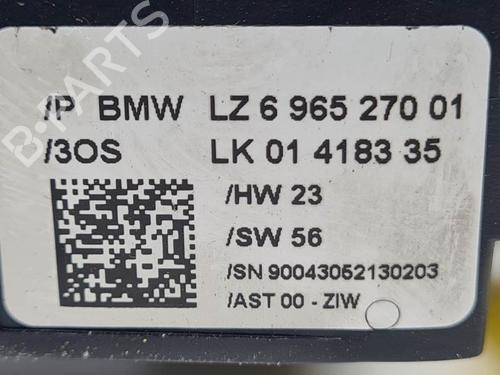 B-PARTS
/P BMW LZ 6 965 270 01
/3OS LK 01 4183 35
/HW 23
/SW 56
/SN 90043052130203
/AST 00 - ZIW